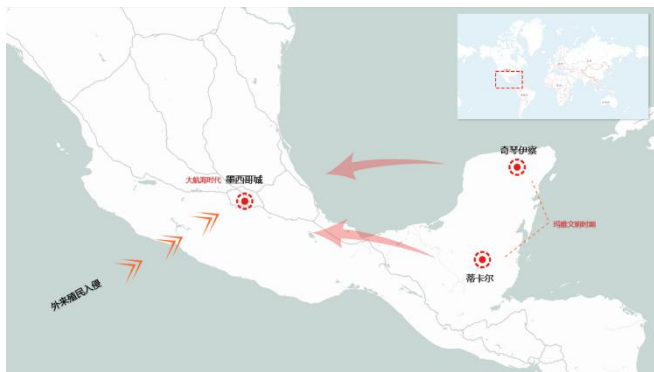 奇琴伊察
大航海时代 墨西哥城
玛雅文明时期
蒂卡尔
外来殖民入侵